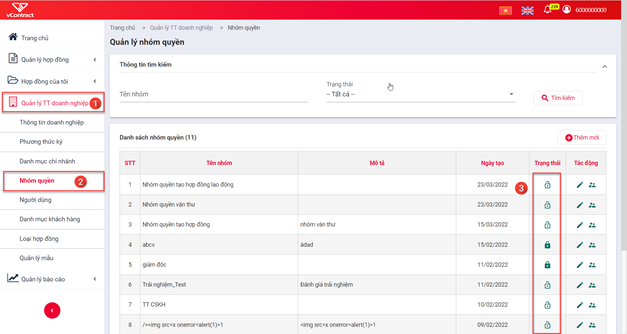 vContract
278
6000000000
Trang chủ
Quản lý hợp đồng
Hợp đồng của tôi
Quản lý TT doanh nghiệp 1
Thông tin doanh nghiệp
Phương thức ký
Danh mục chi nhánh
Nhóm quyền 2
Người dùng
Danh mục khách hàng
Loại hợp đồng
Quản lý mẫu
Quản lý báo cáo
Trang chủ > Quản lý TT doanh nghiệp > Nhóm quyền
Quản lý nhóm quyền
Thông tin tìm kiếm
Tên nhóm
Trạng thái
-- Tất cả --
Tìm kiếm
Danh sách nhóm quyền (11)
Thêm mới
STT Tên nhóm Mô tả Ngày tạo Trạng thái Tác động
1 Nhóm quyền tạo hợp đồng lao động 23/03/2022 3
2 Nhóm quyền văn thư 23/03/2022
3 Nhóm quyền tạo hợp đồng nhóm văn thư 15/03/2022
4 abcv ádad 15/02/2022
5 giám đốc 11/02/2022
6 Trải nghiệm_Test Đánh giá trải nghiệm 11/02/2022
7 TT CSKH 10/02/2022
8 /><img src=x onerror=alert(1)>1 <img src=x onerror=alert(1)>1 09/02/2022